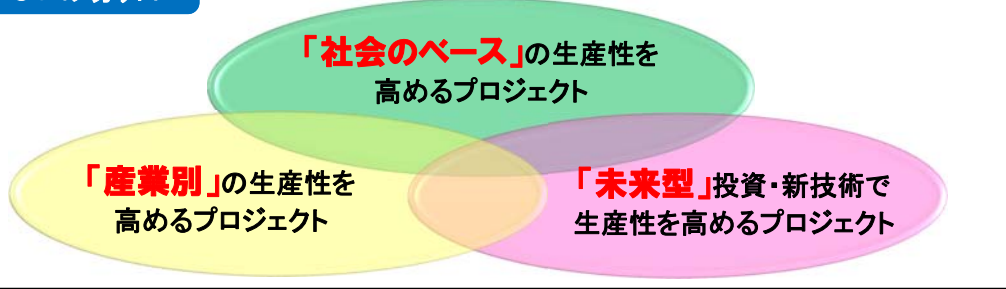 「社会のベース」の生産性を
高めるプロジェクト
「産業別」の生産性を
高めるプロジェクト
「未来型」投資・新技術で
生産性を高めるプロジェクト